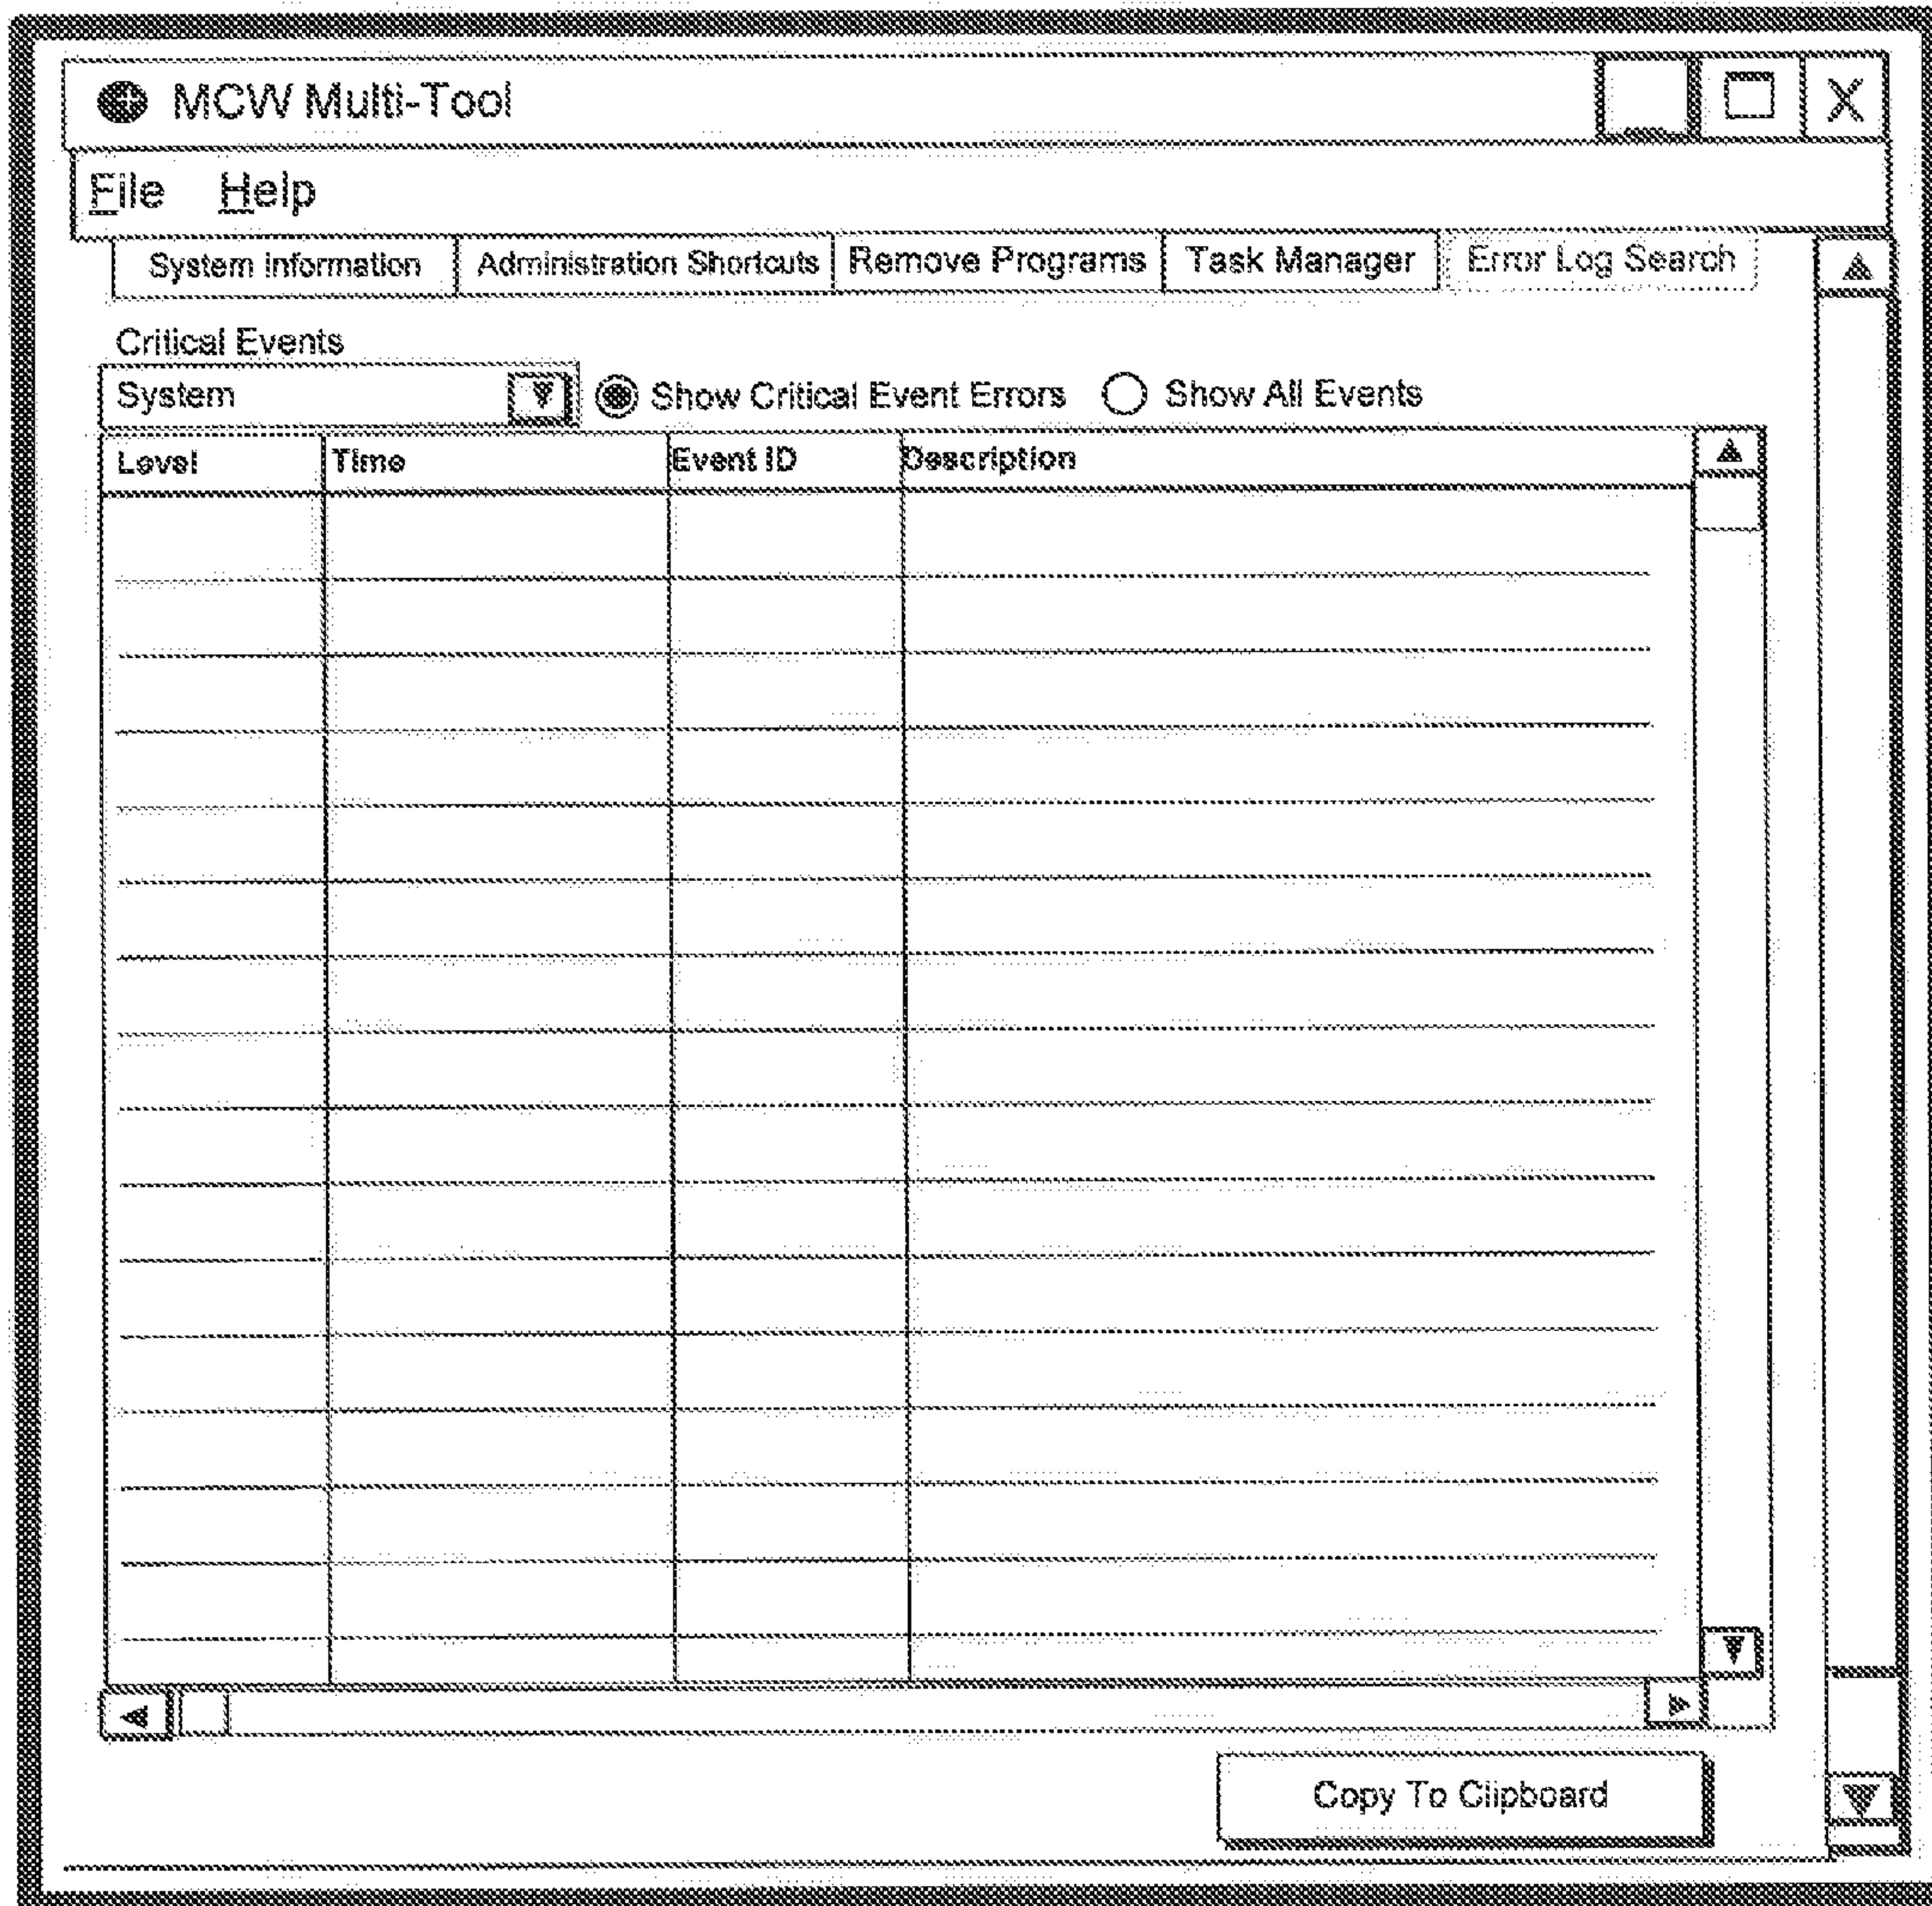 MCW Multi-Tool
X
File Help
System Information Administration Shortcuts Remove Programs Task Manager Error Log Search
Critical Events
System Show Critical Event Errors Show All Events
Level Time Event ID Description
Copy To Clipboard